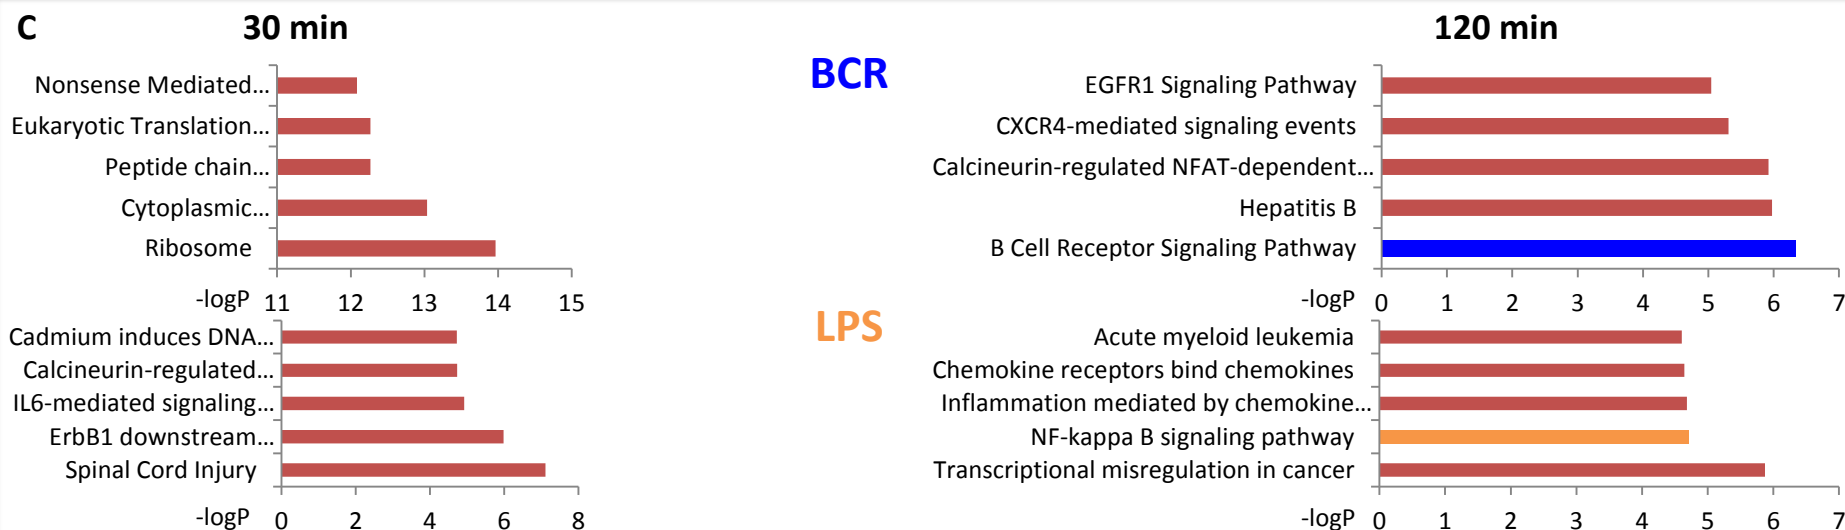 C
30 min
120 min
BCR
Nonsense Mediated...
Eukaryotic Translation...
Peptide chain...
Cytoplasmic...
Ribosome
-logP 11 12 13 14 15
EGFR1 Signaling Pathway
CXCR4-mediated signaling events
Calcineurin-regulated NFAT-dependent...
Hepatitis B
B Cell Receptor Signaling Pathway
-logP 0 1 2 3 4 5 6 7
LPS
Cadmium induces DNA...
Calcineurin-regulated...
IL6-mediated signaling...
ErbB1 downstream...
Spinal Cord Injury
-logP 0 2 4 6 8
Acute myeloid leukemia
Chemokine receptors bind chemokines
Inflammation mediated by chemokine...
NF-kappa B signaling pathway
Transcriptional misregulation in cancer
-logP 0 1 2 3 4 5 6 7